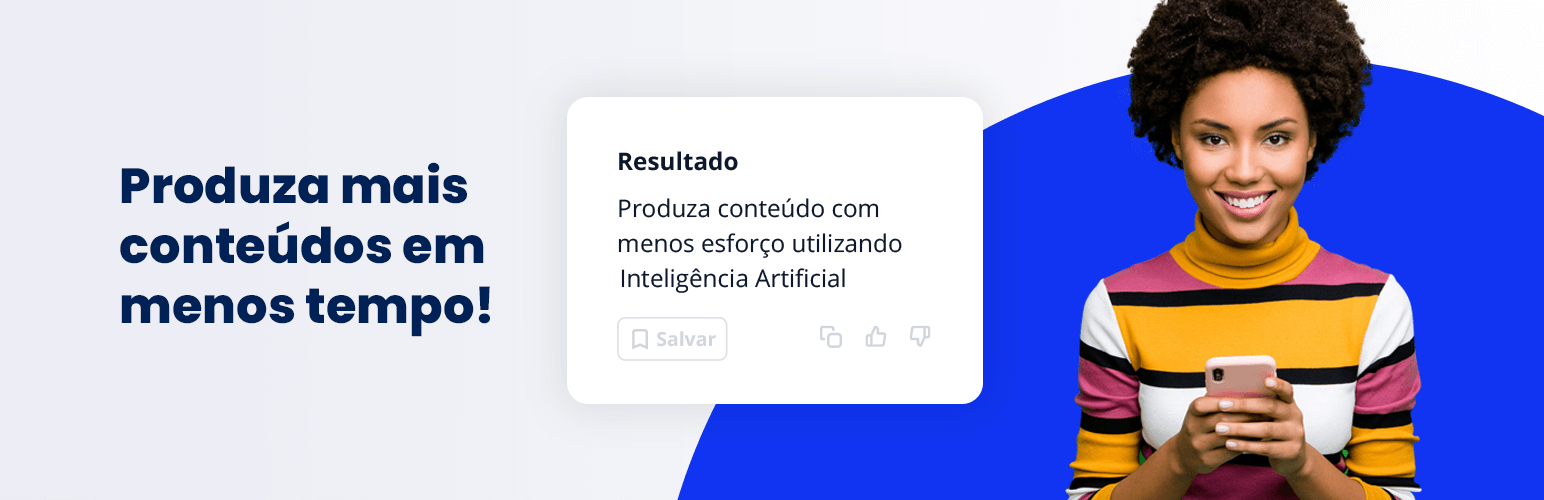 Produza mais
conteúdos em
menos tempo!
Resultado
Produza conteúdo com
menos esforço utilizando
Inteligência Artificial
Salvar